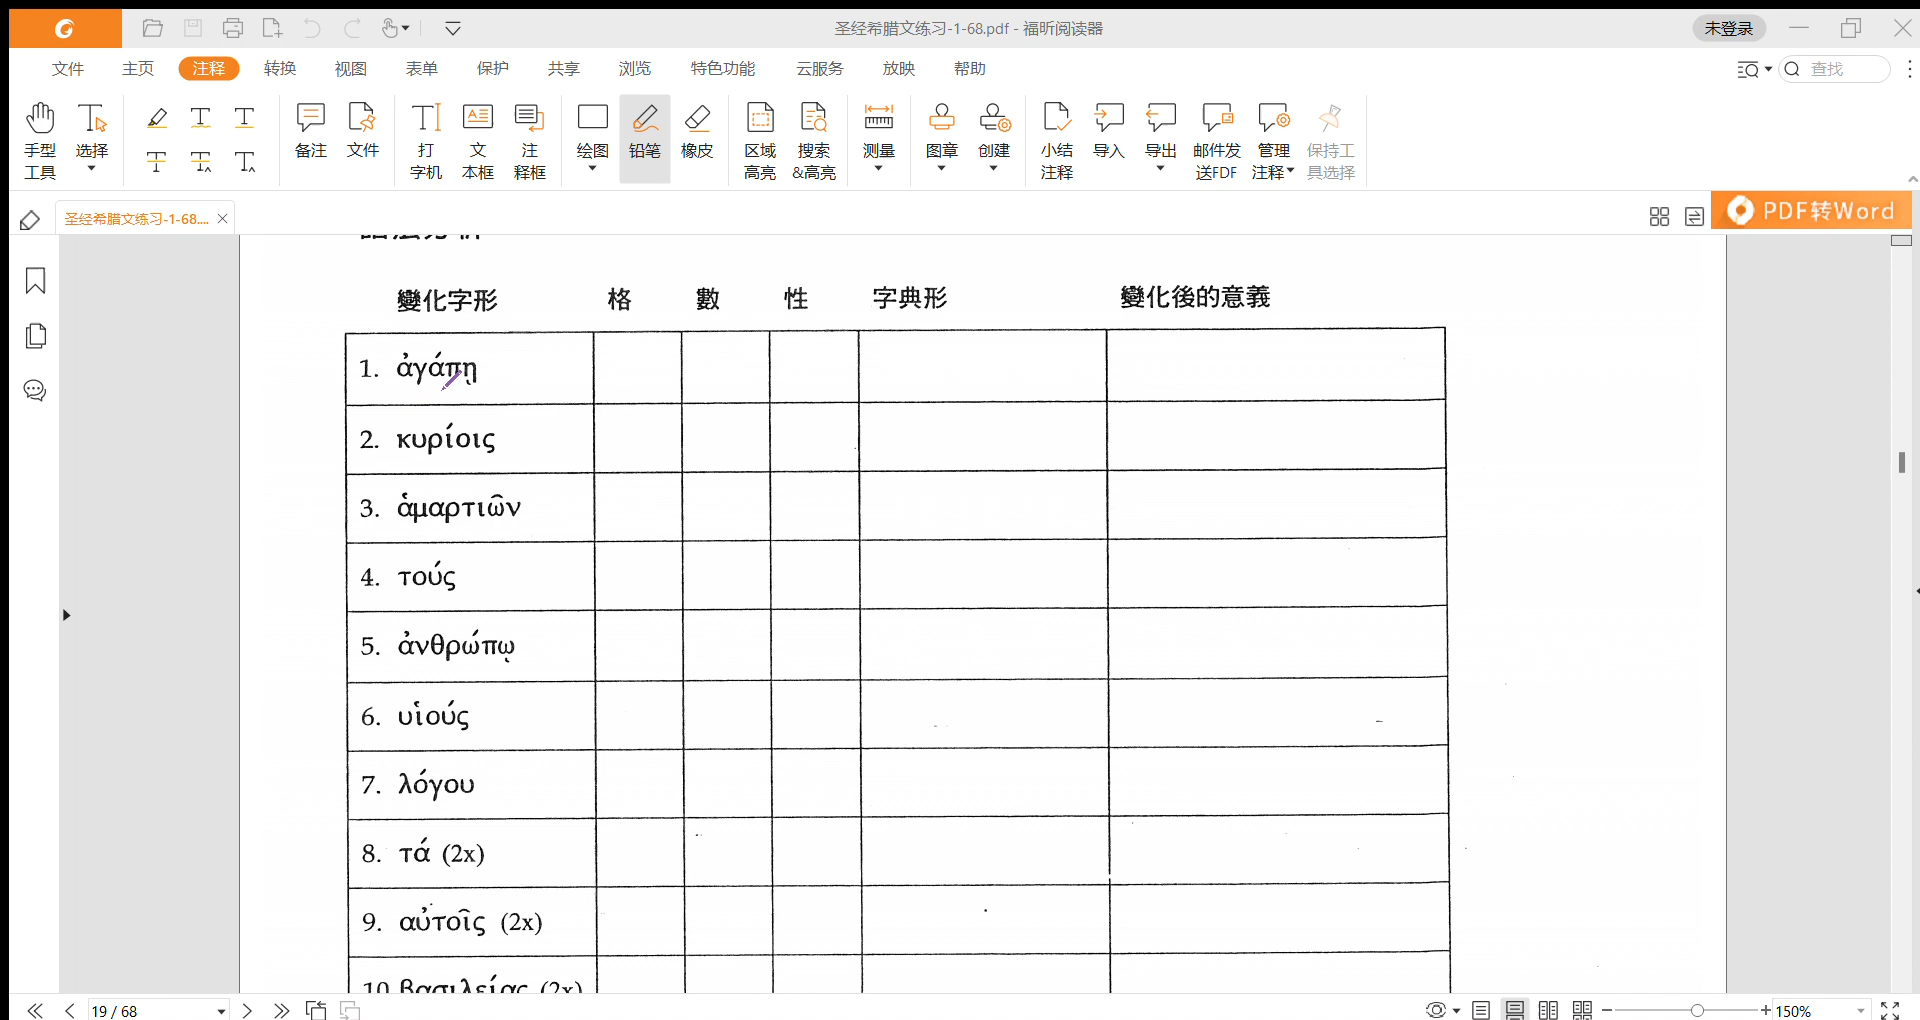 圣经希腊文练习-1-68.pdf - 福昕阅读器
未登录
文件 主页 注释 转换 视图 表单 保护 共享 浏览 特色功能 云服务 放映 帮助
查找
手型工具
选择
备注
文件
打字机
文本框
注释框
绘图
铅笔
橡皮
区域高亮
搜索&高亮
测量
图章
创建
小结注释
导入
导出
邮件发送FDF
管理注释
保持工具选择
圣经希腊文练习-1-68....
PDF转Word
變化字形 格 數 性 字典形 變化後的意義
1. ἀγάπῃ
2. κυρίοις
3. ἁμαρτιῶν
4. τούς
5. ἀνθρώπῳ
6. υἱούς
7. λόγου
8. τά (2x)
9. αὐτοῖς (2x)
10. βασιλείας (2x)
19 / 68
150%